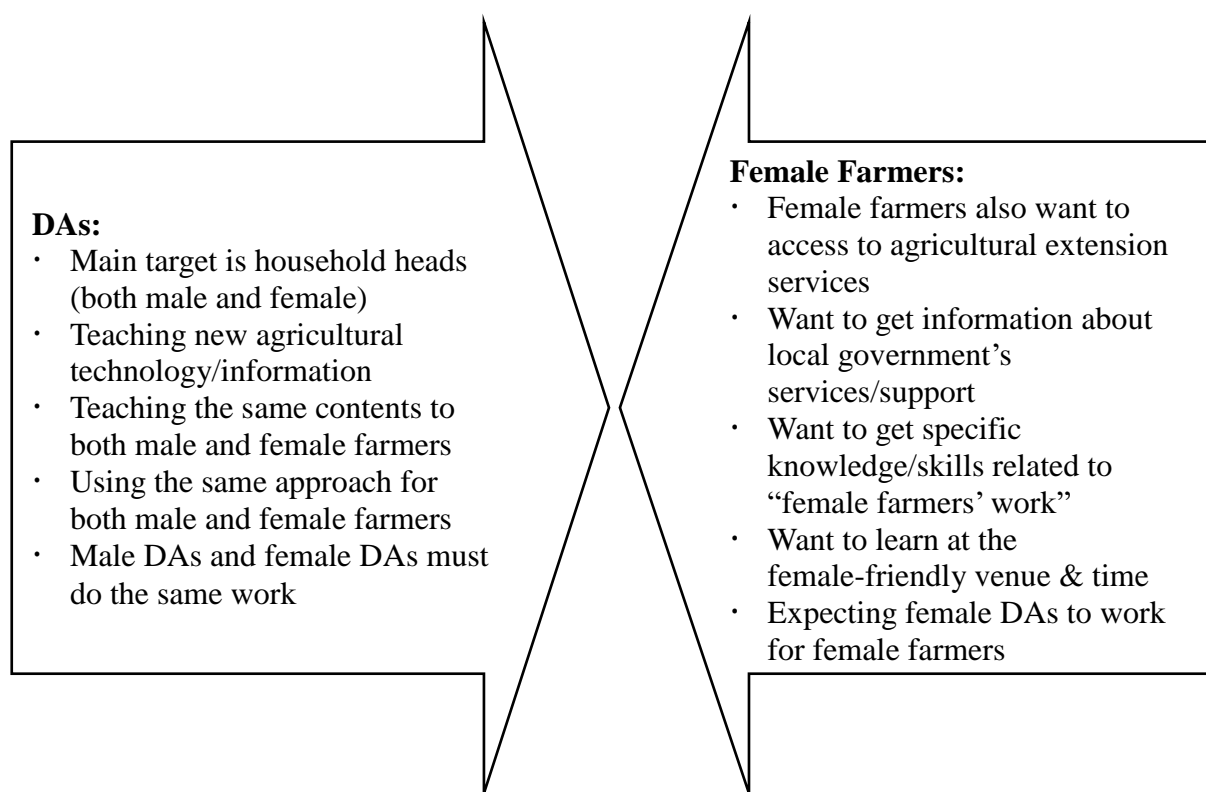 DAs:
・ Main target is household heads
(both male and female)
・ Teaching new agricultural
technology/information
・ Teaching the same contents to
both male and female farmers
・ Using the same approach for
both male and female farmers
・ Male DAs and female DAs must
do the same work
Female Farmers:
・ Female farmers also want to
access to agricultural extension
services
・ Want to get information about
local government’s
services/support
・ Want to get specific
knowledge/skills related to
“female farmers’ work”
・ Want to learn at the
female-friendly venue & time
・ Expecting female DAs to work
for female farmers